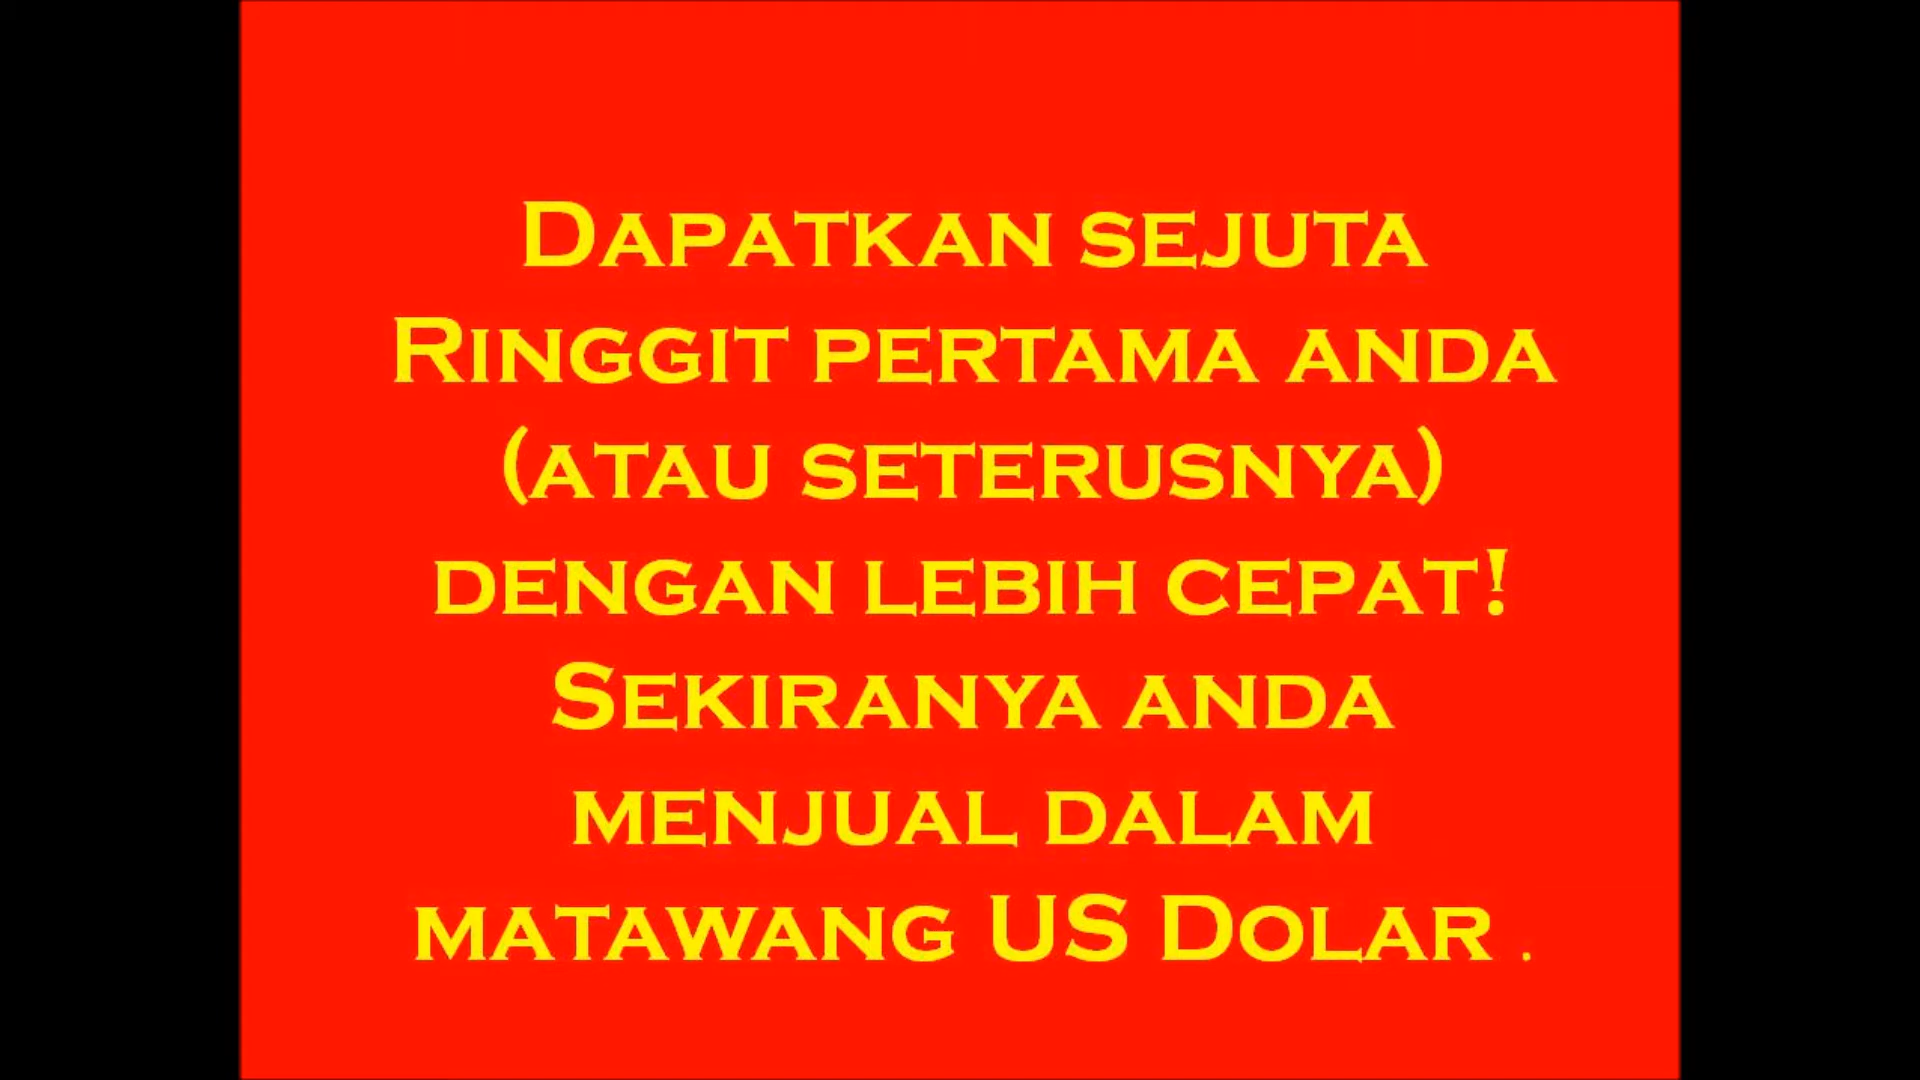 Dapatkan sejuta
Ringgit pertama anda
(atau seterusnya)
dengan lebih cepat!
Sekiranya anda
menjual dalam
matawang US Dolar .